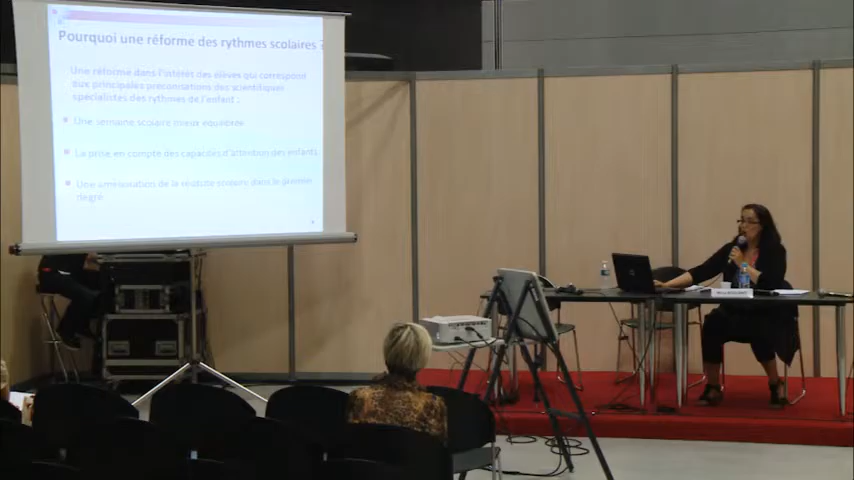 Pourquoi une réforme des rythmes scolaires ?
Une réforme dans l'intérêt des élèves qui correspond
aux principales préconisations des scientifiques
spécialistes des rythmes de l'enfant :
Une semaine scolaire mieux équilibrée
La prise en compte des capacités d'attention des enfants
Une amélioration de la réussite scolaire dans le premier
degré